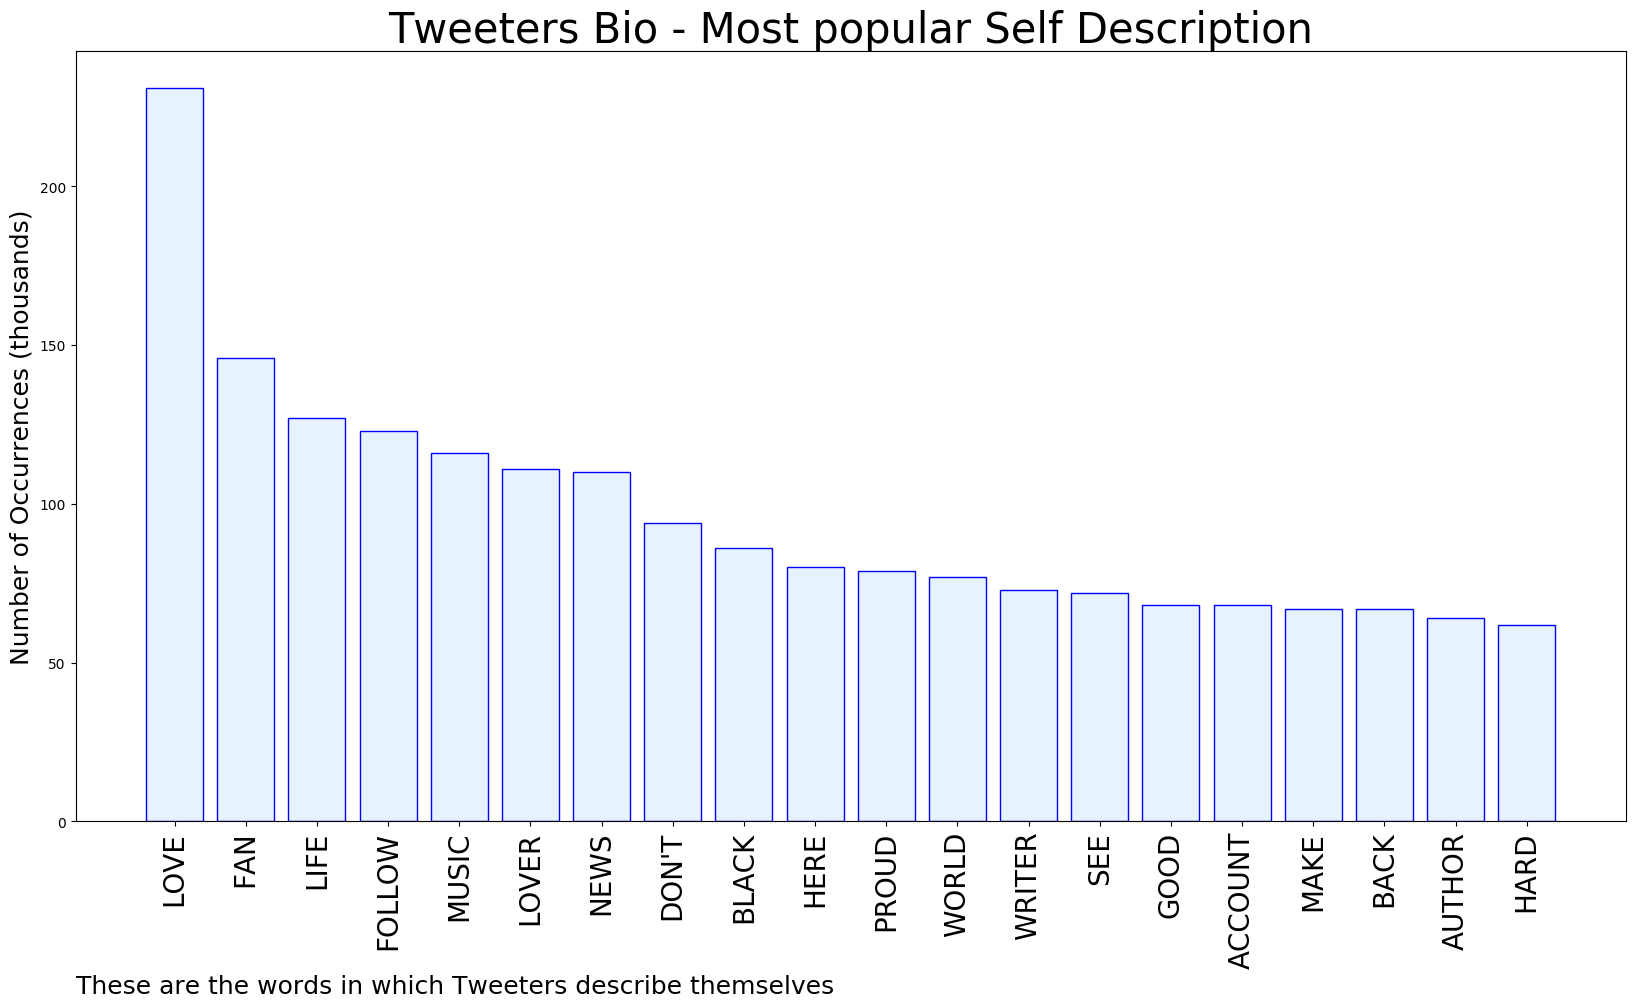 Tweeters Bio - Most popular Self Description
Number of Occurrences (thousands)
200
150
100
50
0
LOVE
FAN
LIFE
FOLLOW
MUSIC
LOVER
NEWS
DON'T
BLACK
HERE
PROUD
WORLD
WRITER
SEE
GOOD
ACCOUNT
MAKE
BACK
AUTHOR
HARD
These are the words in which Tweeters describe themselves